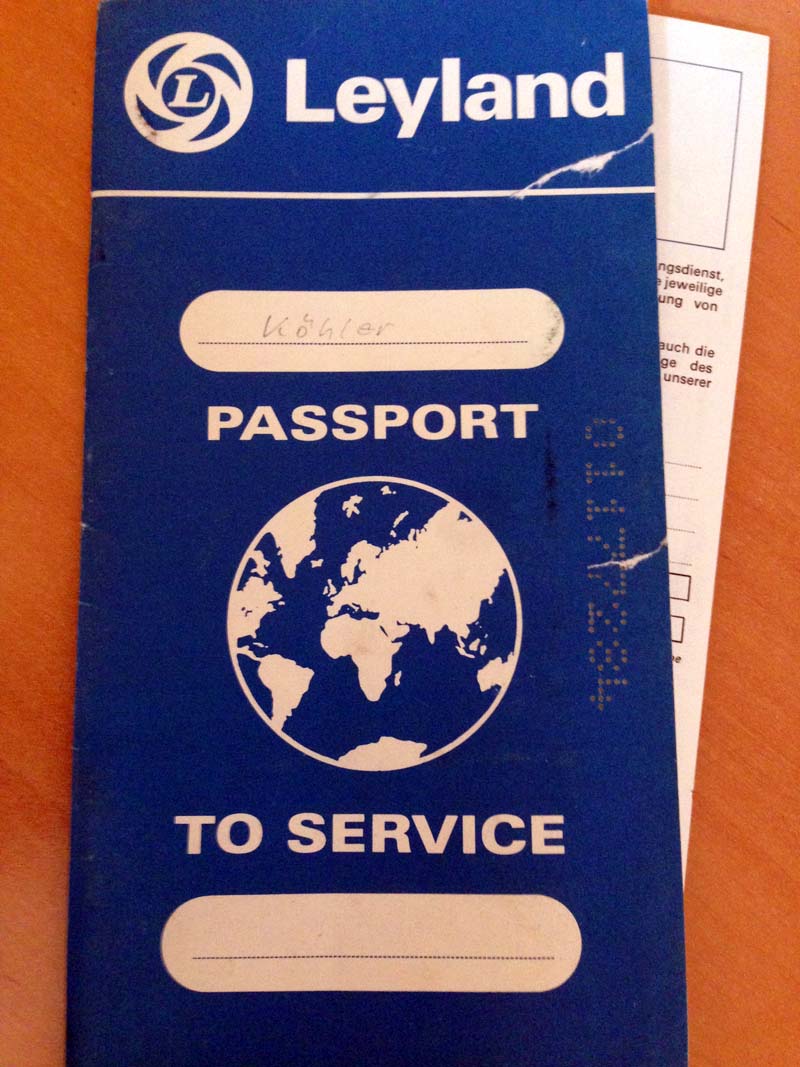 L
Leyland
Köhler
PASSPORT
TO SERVICE
ngsdienst,
e jeweilige
ung von
auch die
ge des
unserer